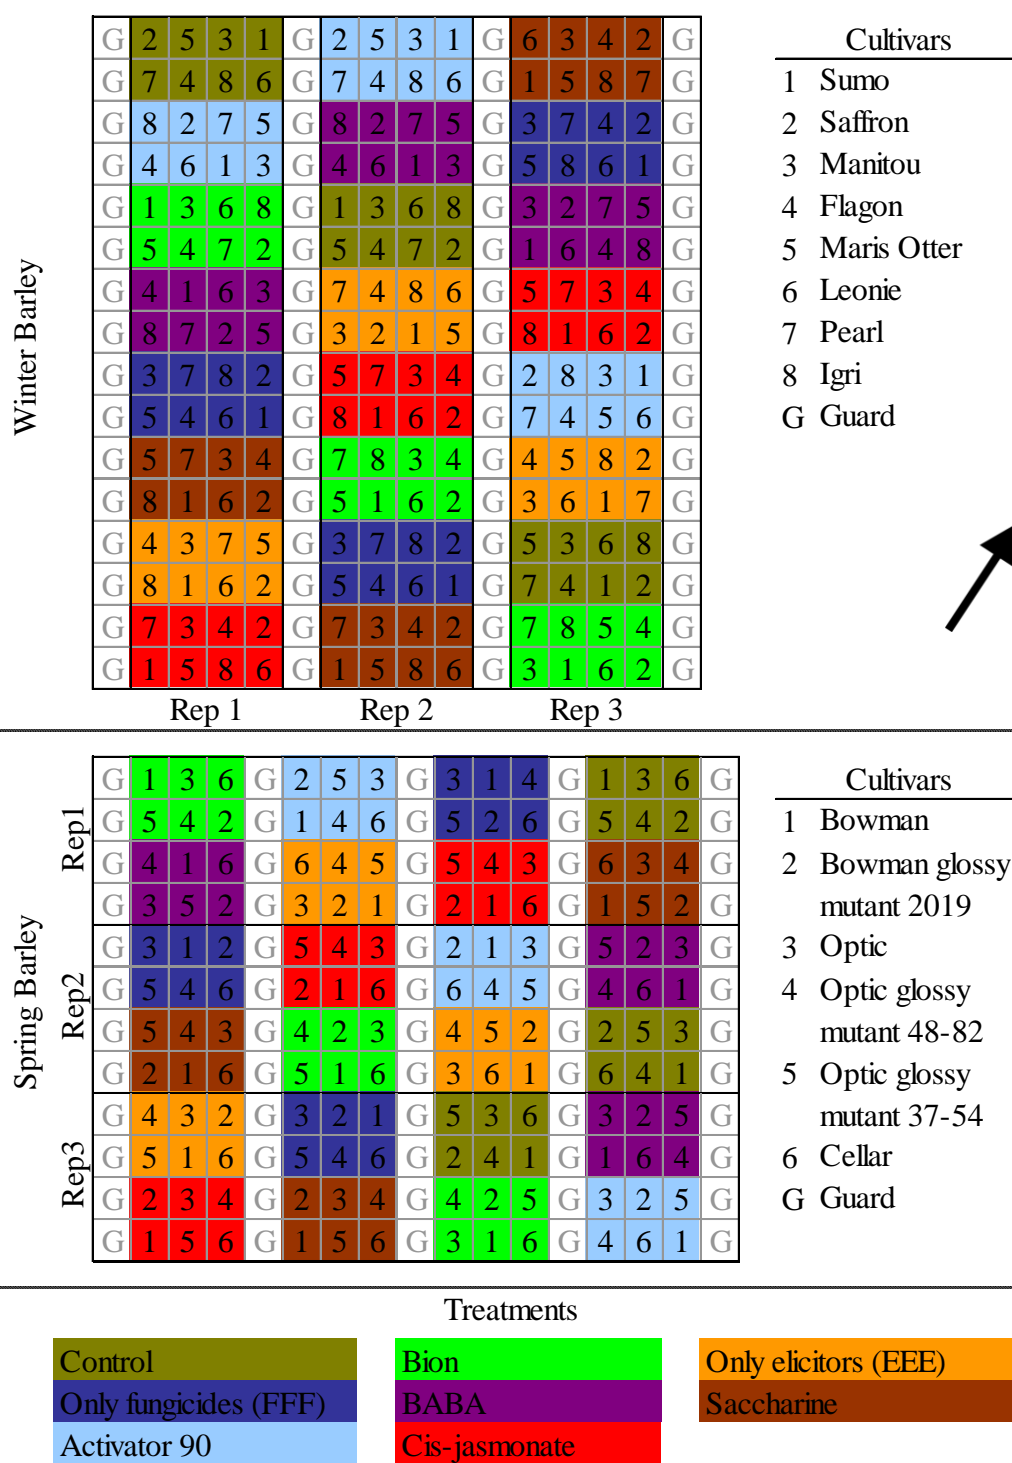 Winter Barley
G 2 5 3 1 G 2 5 3 1 G 6 3 4 2 G
G 7 4 8 6 G 7 4 8 6 G 1 5 8 7 G
G 8 2 7 5 G 8 2 7 5 G 3 7 4 2 G
G 4 6 1 3 G 4 6 1 3 G 5 8 6 1 G
G 1 3 6 8 G 1 3 6 8 G 3 2 7 5 G
G 5 4 7 2 G 5 4 7 2 G 1 6 4 8 G
G 4 1 6 3 G 7 4 8 6 G 5 7 3 4 G
G 8 7 2 5 G 3 2 1 5 G 8 1 6 2 G
G 3 7 8 2 G 5 7 3 4 G 2 8 3 1 G
G 5 4 6 1 G 8 1 6 2 G 7 4 5 6 G
G 5 7 3 4 G 7 8 3 4 G 4 5 8 2 G
G 8 1 6 2 G 5 1 6 2 G 3 6 1 7 G
G 4 3 7 5 G 3 7 8 2 G 5 3 6 8 G
G 8 1 6 2 G 5 4 6 1 G 7 4 1 2 G
G 7 3 4 2 G 7 3 4 2 G 7 8 5 4 G
G 1 5 8 6 G 1 5 8 6 G 3 1 6 2 G
Rep 1 Rep 2 Rep 3
Cultivars
1 Sumo
2 Saffron
3 Manitou
4 Flagon
5 Maris Otter
6 Leonie
7 Pearl
8 Igri
G Guard
Spring Barley
Rep1
G 1 3 6 G 2 5 3 G 3 1 4 G 1 3 6 G
G 5 4 2 G 1 4 6 G 5 2 6 G 5 4 2 G
G 4 1 6 G 6 4 5 G 5 4 3 G 6 3 4 G
G 3 5 2 G 3 2 1 G 2 1 6 G 1 5 2 G
Rep2
G 3 1 2 G 5 4 3 G 2 1 3 G 5 2 3 G
G 5 4 6 G 2 1 6 G 6 4 5 G 4 6 1 G
G 5 4 3 G 4 2 3 G 4 5 2 G 2 5 3 G
G 2 1 6 G 5 1 6 G 3 6 1 G 6 4 1 G
Rep3
G 4 3 2 G 3 2 1 G 5 3 6 G 3 2 5 G
G 5 1 6 G 5 4 6 G 2 4 1 G 1 6 4 G
G 2 3 4 G 2 3 4 G 4 2 5 G 3 2 5 G
G 1 5 6 G 1 5 6 G 3 1 6 G 4 6 1 G
Cultivars
1 Bowman
2 Bowman glossy
mutant 2019
3 Optic
4 Optic glossy
mutant 48-82
5 Optic glossy
mutant 37-54
6 Cellar
G Guard
Treatments
Control Bion Only elicitors (EEE)
Only fungicides (FFF) BABA Saccharine
Activator 90 Cis-jasmonate